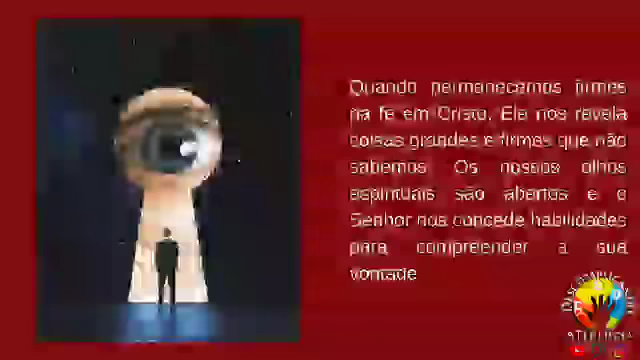 Quando permanecemos firmes
na fé em Cristo, Ele nos revela
coisas grandes e firmes que não
sabemos. Os nossos olhos
espirituais são abertos e o
Senhor nos concede habilidades
para compreender a sua
vontade